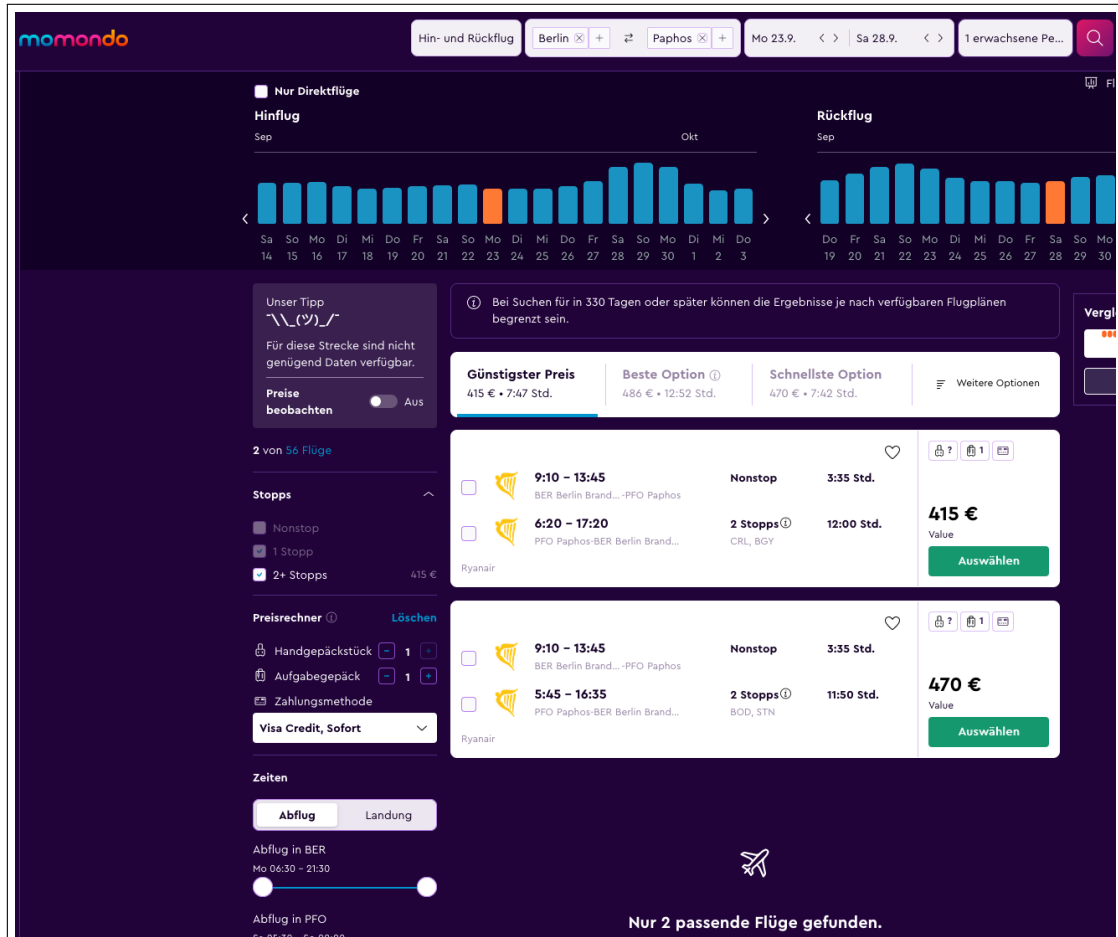 momondo
Hin- und Rückflug
Berlin
Paphos
Mo 23.9.
Sa 28.9.
1 erwachsene Pe...
Nur Direktflüge
Fl
Hinflug
Rückflug
Sep
Okt
Sep
Sa So Mo Di Mi Do Fr Sa So Mo Di Mi Do Fr Sa So Mo Di Mi Do
14 15 16 17 18 19 20 21 22 23 24 25 26 27 28 29 30 1 2 3
Do Fr Sa So Mo Di Mi Do Fr Sa So Mo
19 20 21 22 23 24 25 26 27 28 29 30
Unser Tipp
¯\\_(ツ)_/¯
Für diese Strecke sind nicht
genügend Daten verfügbar.
Preise
beobachten
Aus
2 von 56 Flüge
Stopps
Nonstop
1 Stopp
2+ Stopps 415 €
Preisrechner Löschen
Handgepäckstück - 1 +
Aufgabegepäck - 1 +
Zahlungsmethode
Visa Credit, Sofort
Zeiten
Abflug Landung
Abflug in BER
Mo 06:30 – 21:30
Abflug in PFO
Bei Suchen für in 330 Tagen oder später können die Ergebnisse je nach verfügbaren Flugplänen
begrenzt sein.
Günstigster Preis
415 € • 7:47 Std.
Beste Option
486 € • 12:52 Std.
Schnellste Option
470 € • 7:42 Std.
Weitere Optionen
9:10 – 13:45 Nonstop 3:35 Std.
BER Berlin Brand...-PFO Paphos
6:20 – 17:20 2 Stopps 12:00 Std.
PFO Paphos-BER Berlin Brand... CRL, BGY
Ryanair
? 1
415 €
Value
Auswählen
9:10 – 13:45 Nonstop 3:35 Std.
BER Berlin Brand...-PFO Paphos
5:45 – 16:35 2 Stopps 11:50 Std.
PFO Paphos-BER Berlin Brand... BOD, STN
Ryanair
? 1
470 €
Value
Auswählen
Nur 2 passende Flüge gefunden.
Vergl